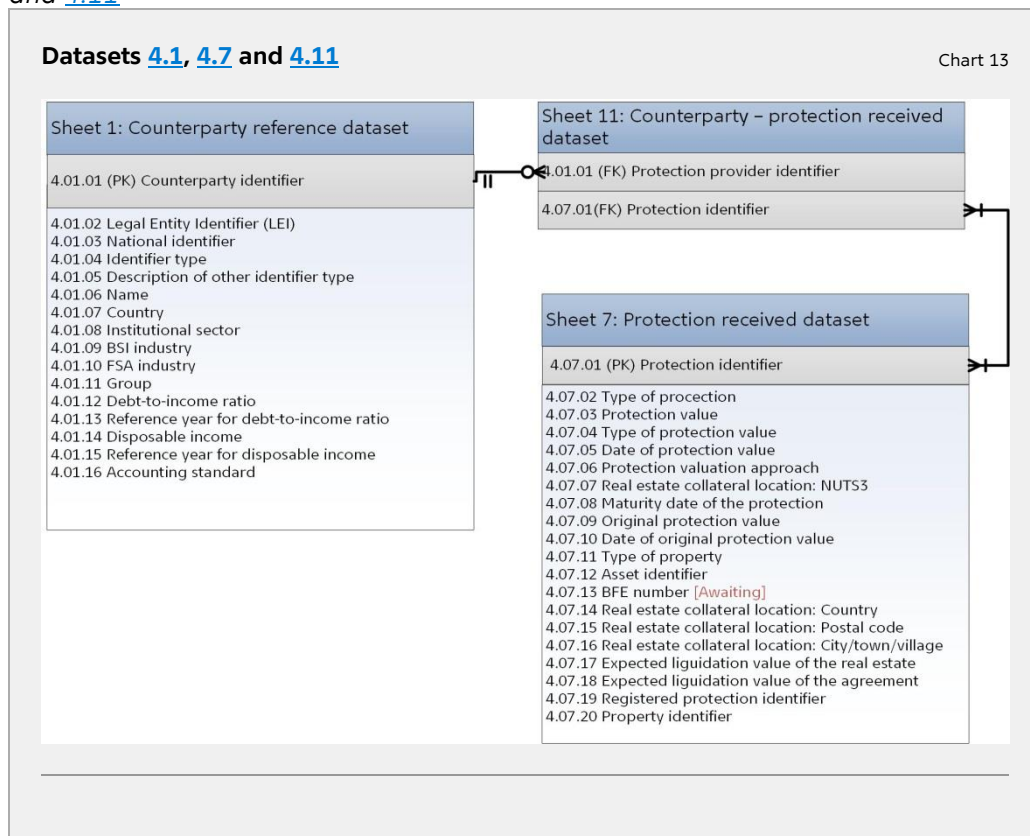 and 4.11
Datasets 4.1, 4.7 and 4.11
Chart 13
Sheet 1: Counterparty reference dataset
4.01.01 (PK) Counterparty identifier
4.01.02 Legal Entity Identifier (LEI)
4.01.03 National identifier
4.01.04 Identifier type
4.01.05 Description of other identifier type
4.01.06 Name
4.01.07 Country
4.01.08 Institutional sector
4.01.09 BSI industry
4.01.10 FSA industry
4.01.11 Group
4.01.12 Debt-to-income ratio
4.01.13 Reference year for debt-to-income ratio
4.01.14 Disposable income
4.01.15 Reference year for disposable income
4.01.16 Accounting standard
Sheet 11: Counterparty – protection received
dataset
4.01.01 (FK) Protection provider identifier
4.07.01(FK) Protection identifier
Sheet 7: Protection received dataset
4.07.01 (PK) Protection identifier
4.07.02 Type of procection
4.07.03 Protection value
4.07.04 Type of protection value
4.07.05 Date of protection value
4.07.06 Protection valuation approach
4.07.07 Real estate collateral location: NUTS3
4.07.08 Maturity date of the protection
4.07.09 Original protection value
4.07.10 Date of original protection value
4.07.11 Type of property
4.07.12 Asset identifier
4.07.13 BFE number [Awaiting]
4.07.14 Real estate collateral location: Country
4.07.15 Real estate collateral location: Postal code
4.07.16 Real estate collateral location: City/town/village
4.07.17 Expected liguidation value of the real estate
4.07.18 Expected liguidation value of the agreement
4.07.19 Registered protection identifier
4.07.20 Property identifier